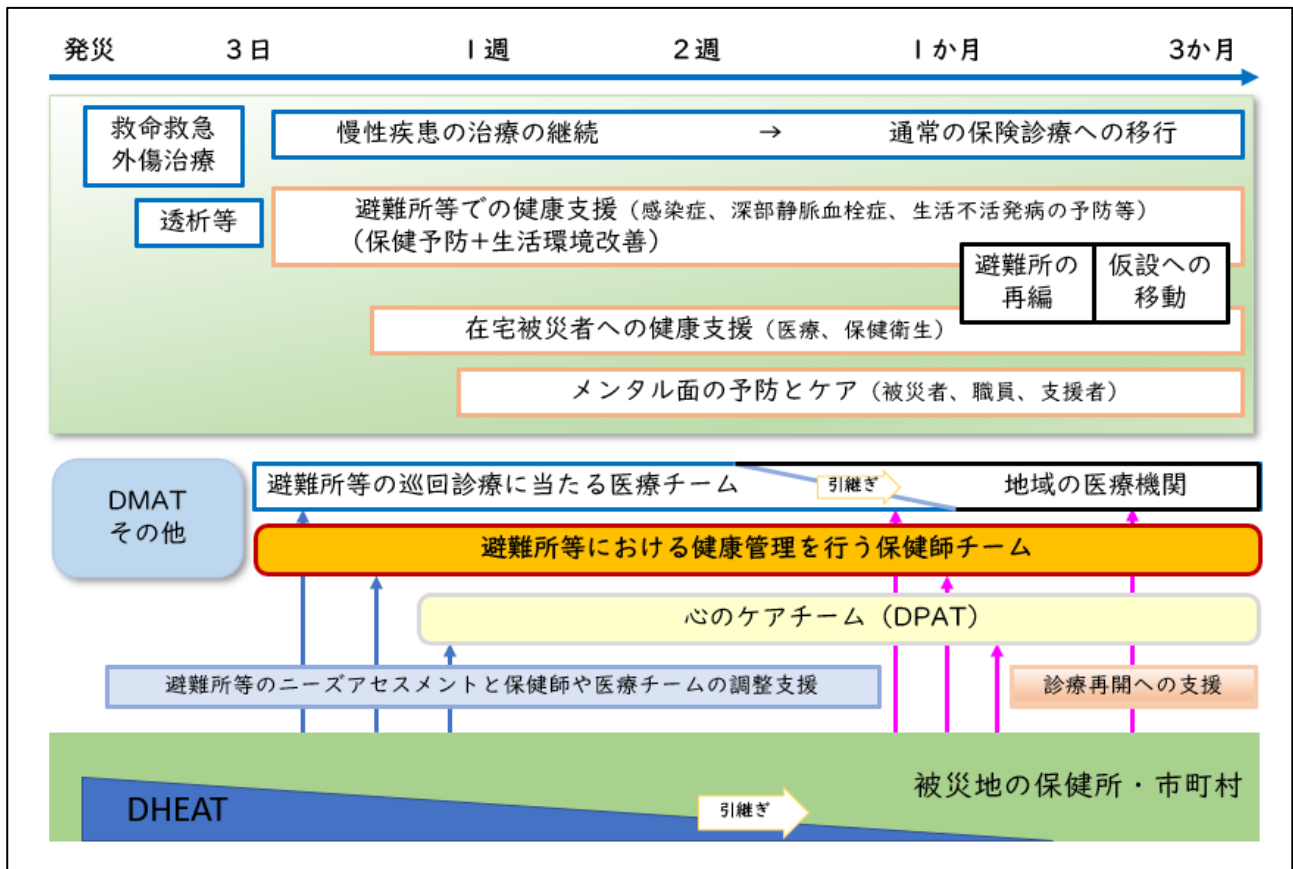 発災 3日 1週 2週 1か月 3か月
救命救急
外傷治療
慢性疾患の治療の継続 → 通常の保険診療への移行
透析等
避難所等での健康支援（感染症、深部静脈血栓症、生活不活発病の予防等）
（保健予防+生活環境改善）
避難所の
再編
仮設への
移動
在宅被災者への健康支援（医療、保健衛生）
メンタル面の予防とケア（被災者、職員、支援者）
DMAT
その他
避難所等の巡回診療に当たる医療チーム
引継ぎ
地域の医療機関
避難所等における健康管理を行う保健師チーム
心のケアチーム（DPAT）
避難所等のニーズアセスメントと保健師や医療チームの調整支援
診療再開への支援
被災地の保健所・市町村
DHEAT
引継ぎ